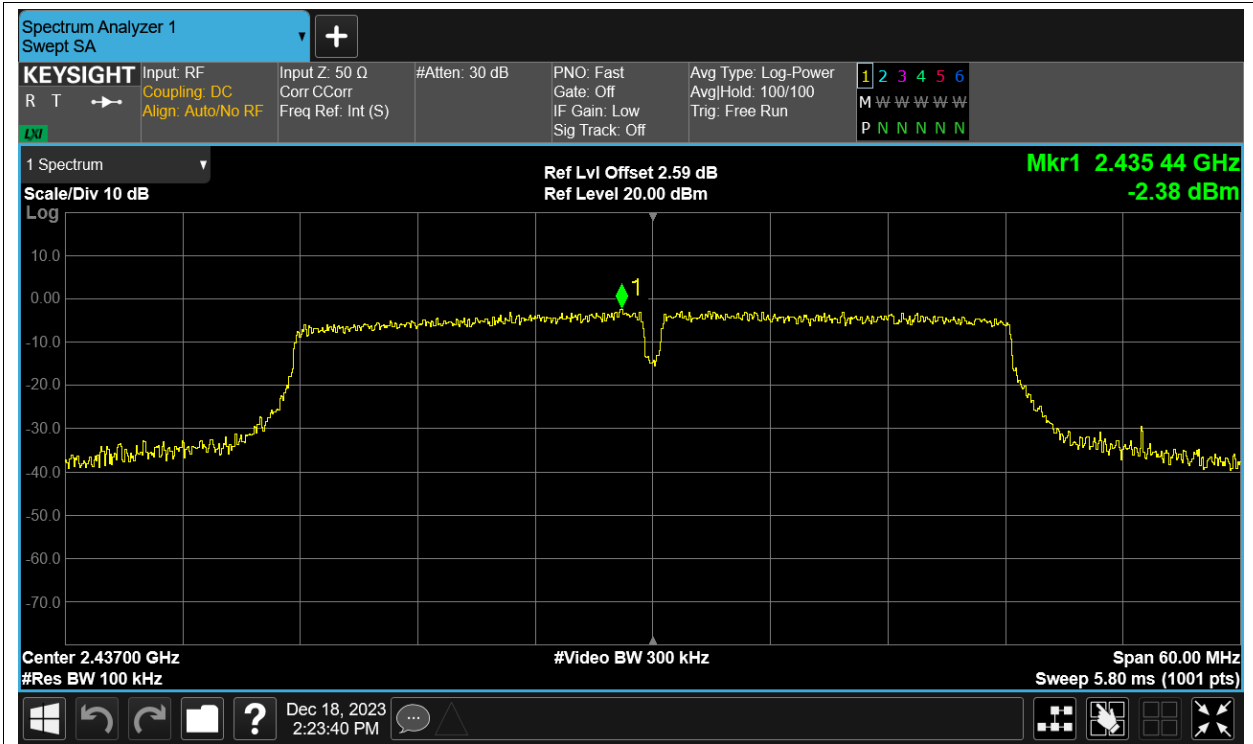 Spectrum Analyzer 1
Swept SA
KEYSIGHT
R T
LXI
Input: RF
Coupling: DC
Align: Auto/No RF
Input Z: 50 Ω
Corr CCorr
Freq Ref: Int (S)
#Atten: 30 dB
PNO: Fast
Gate: Off
IF Gain: Low
Sig Track: Off
Avg Type: Log-Power
Avg|Hold: 100/100
Trig: Free Run
1 2 3 4 5 6
M W W W W W
P N N N N N
1 Spectrum
Scale/Div 10 dB
Log
Ref Lvl Offset 2.59 dB
Ref Level 20.00 dBm
Mkr1 2.435 44 GHz
-2.38 dBm
10.0
0.00
1
-10.0
-20.0
-30.0
-40.0
-50.0
-60.0
-70.0
Center 2.43700 GHz
#Res BW 100 kHz
#Video BW 300 kHz
Span 60.00 MHz
Sweep 5.80 ms (1001 pts)
?
Dec 18, 2023
2:23:40 PM